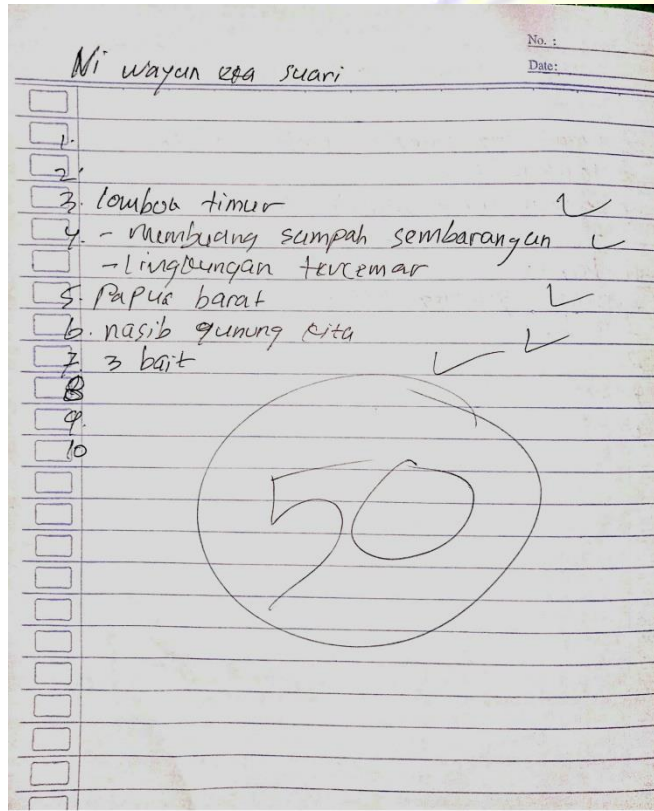 No. :
Date:
Ni wayan eka suari
1.
2.
3. lombok timur
4. - membuang sampah sembarangan
- lingkungan tercemar
5. Papua barat
6. nasib gunung kita
7. 3 bait
8
9.
10
50